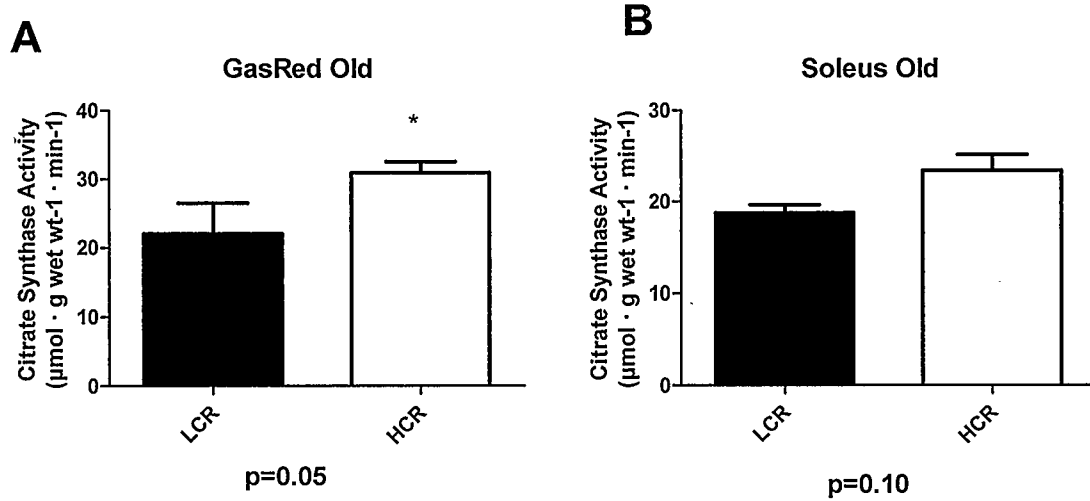 A
GasRed Old
Citrate Synthase Activity
(µmol · g wet wt-1 · min-1)
40
30
20
10
0
*
LCR
HCR
p=0.05
B
Soleus Old
Citrate Synthase Activity
(µmol · g wet wt-1 · min-1)
30
20
10
0
LCR
HCR
p=0.10